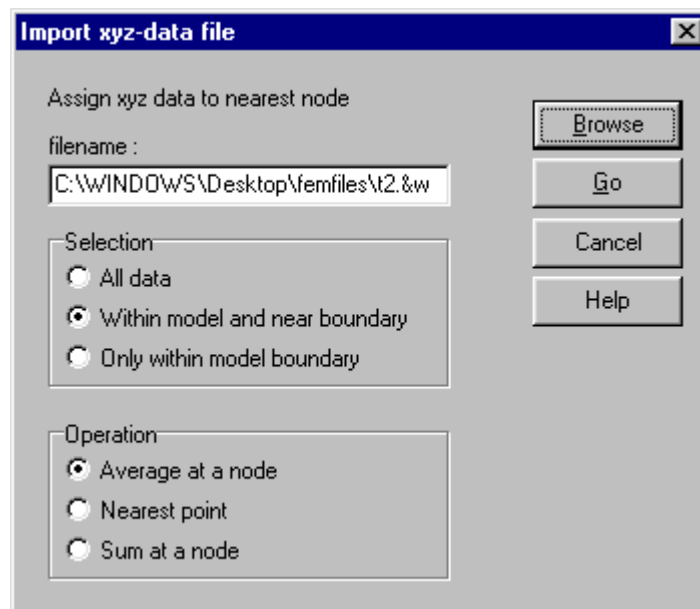 Import xyz-data file
Assign xyz data to nearest node
filename :
C:\WINDOWS\Desktop\femfiles\t2.&w
Selection
All data
Within model and near boundary
Only within model boundary
Operation
Average at a node
Nearest point
Sum at a node
Browse
Go
Cancel
Help